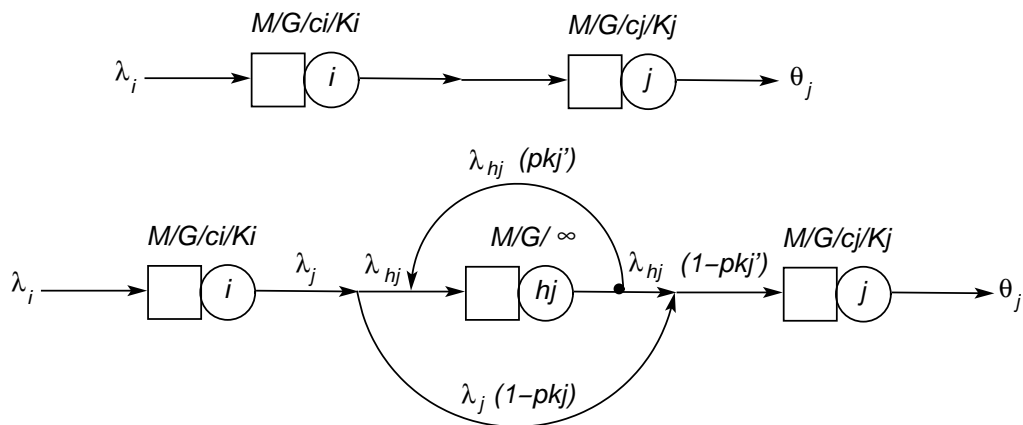 M/G/ci/Ki M/G/cj/Kj
λi i j θj
λhj (pkj')
M/G/ci/Ki M/G/ ∞ M/G/cj/Kj
λi i λj λhj hj λhj (1−pkj') j θj
λj (1−pkj)